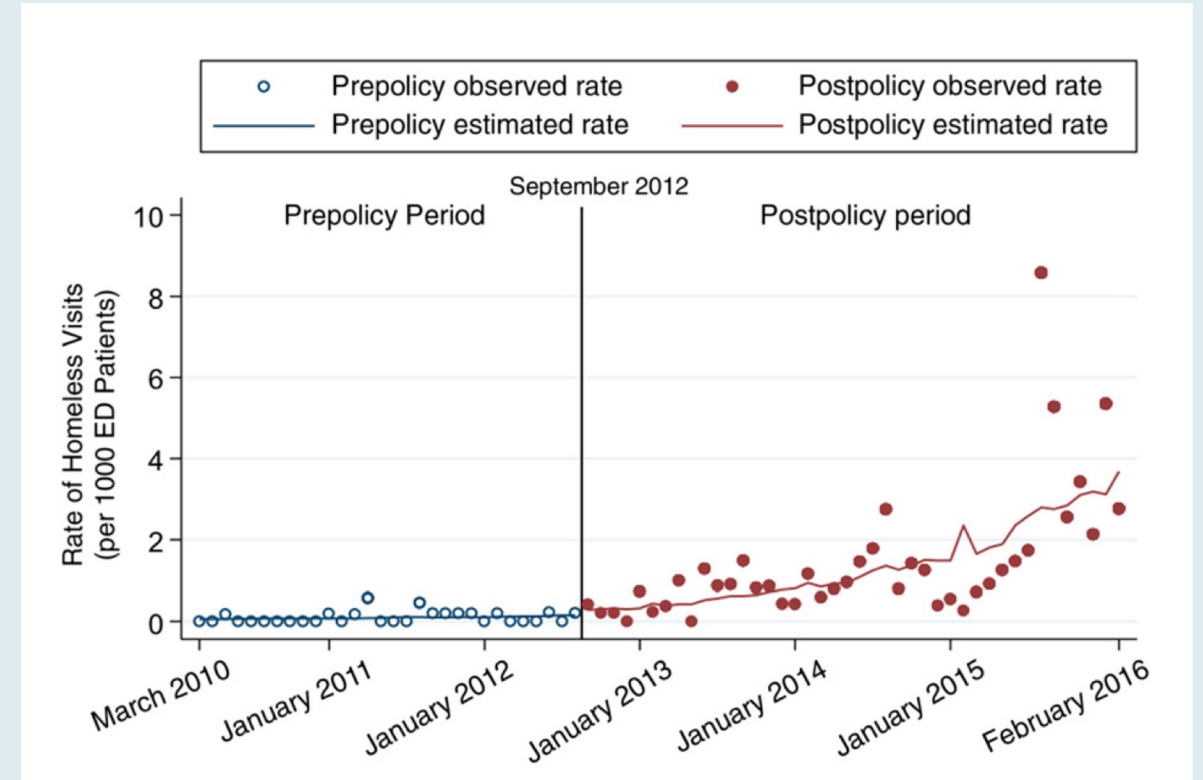 Prepolicy observed rate
Postpolicy observed rate
Prepolicy estimated rate
Postpolicy estimated rate
September 2012
Prepolicy Period
Postpolicy period
Rate of Homeless Visits
(per 1000 ED Patients)
10
8
6
4
2
0
March 2010
January 2011
January 2012
January 2013
January 2014
January 2015
February 2016